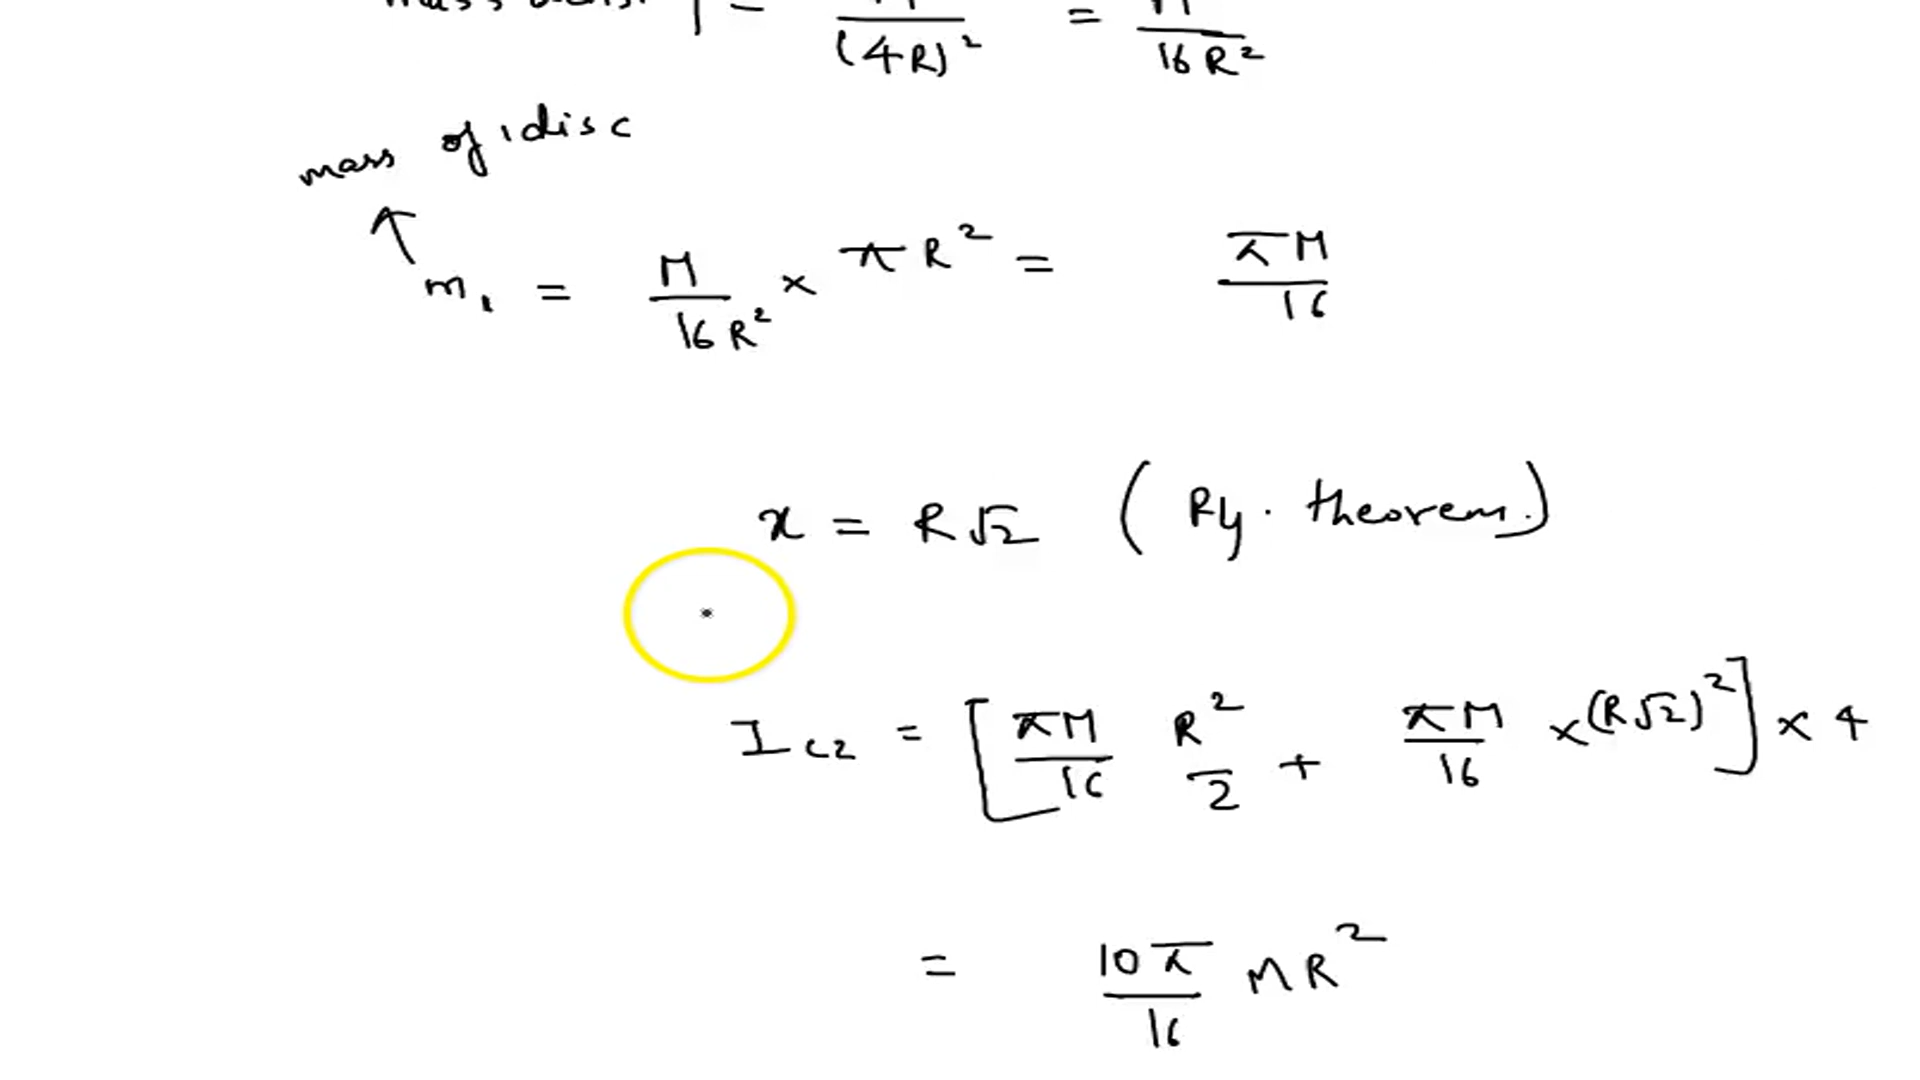 = M/(4R)² = M/16R²
mass of 1 disc
↑
m₁ = M/16R² × πR² = πM/16
x = R√2 (Py. theorem.)
I_C2 = [πM/16 R²/2 + πM/16 ×(R√2)²] × 4
= 10π/16 MR²